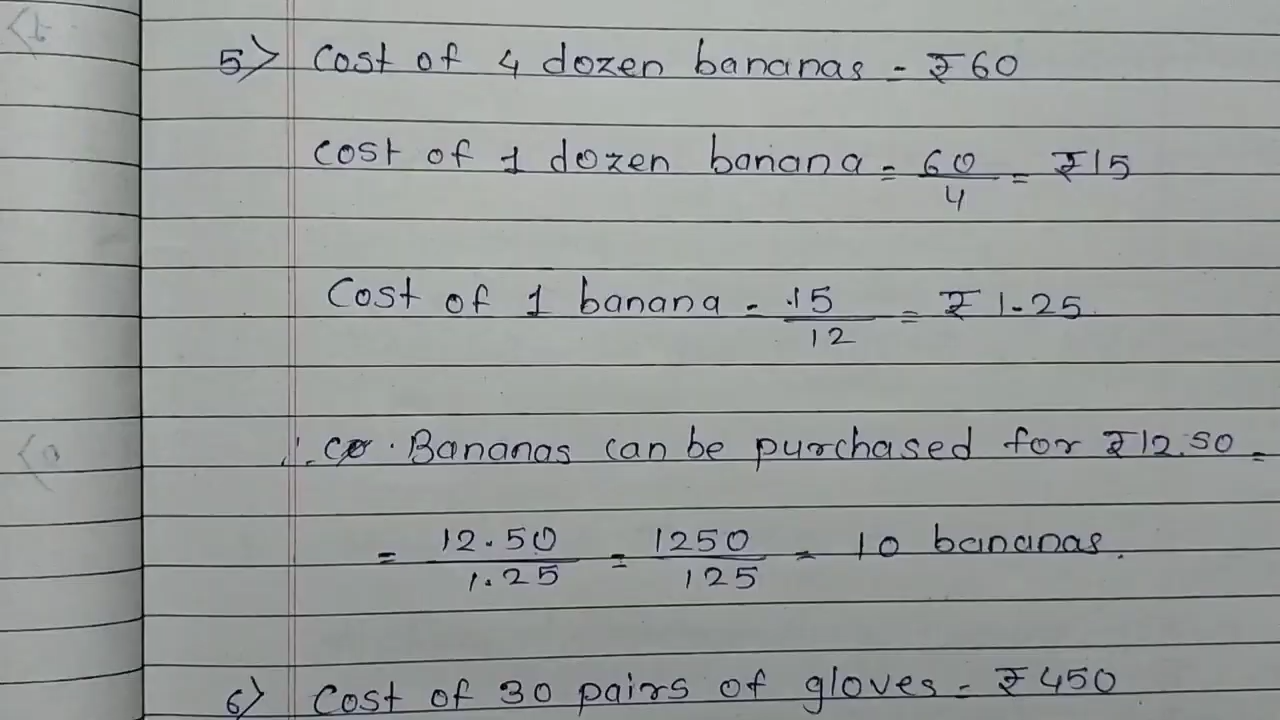 5) Cost of 4 dozen bananas = ₹60
Cost of 1 dozen banana = 60/4 = ₹15
Cost of 1 banana = 15/12 = ₹1.25
∴ Bananas can be purchased for ₹12.50 =
= 12.50/1.25 = 1250/125 = 10 bananas.
6) Cost of 30 pairs of gloves = ₹450